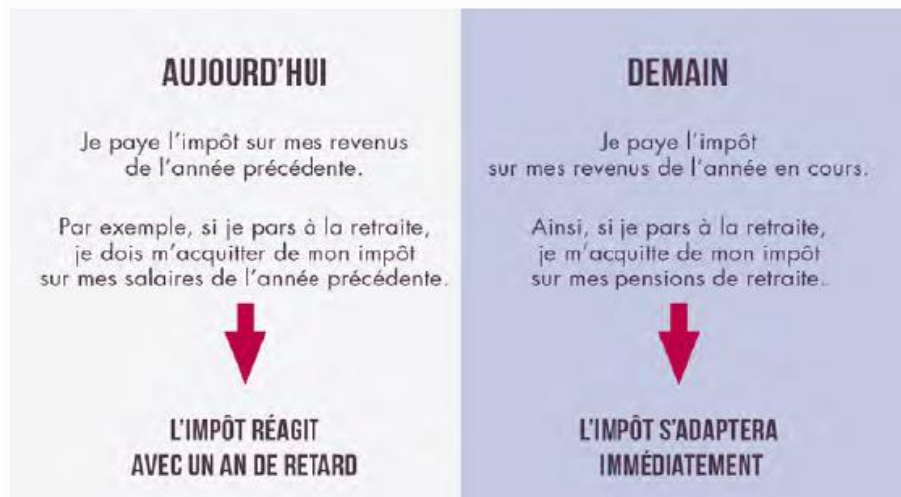 AUJOURD'HUI
Je paye l'impôt sur mes revenus
de l'année précédente.
Par exemple, si je pars à la retraite,
je dois m'acquitter de mon impôt
sur mes salaires de l'année précédente.
L'IMPÔT RÉAGIT
AVEC UN AN DE RETARD
DEMAIN
Je paye l'impôt
sur mes revenus de l'année en cours.
Ainsi, si je pars à la retraite,
je m'acquitte de mon impôt
sur mes pensions de retraite.
L'IMPÔT S'ADAPTERA
IMMÉDIATEMENT